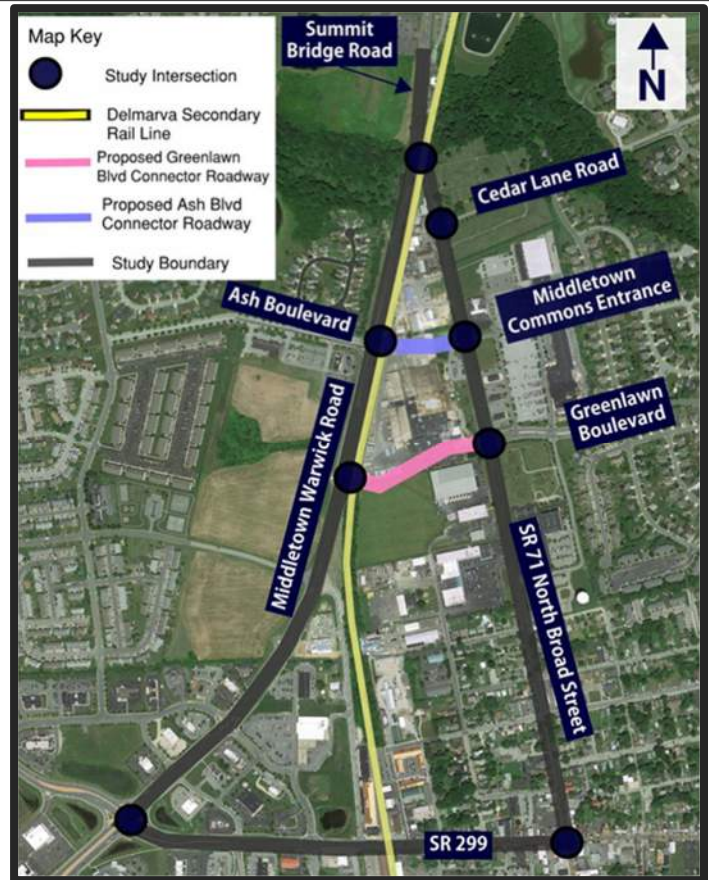 Map Key
Study Intersection
Delmarva Secondary
Rail Line
Proposed Greenlawn
Blvd Connector Roadway
Proposed Ash Blvd
Connector Roadway
Study Boundary
Summit
Bridge Road
N
Cedar Lane Road
Ash Boulevard
Middletown
Commons Entrance
Greenlawn
Boulevard
Middletown Warwick Road
SR 71 North Broad Street
SR 299